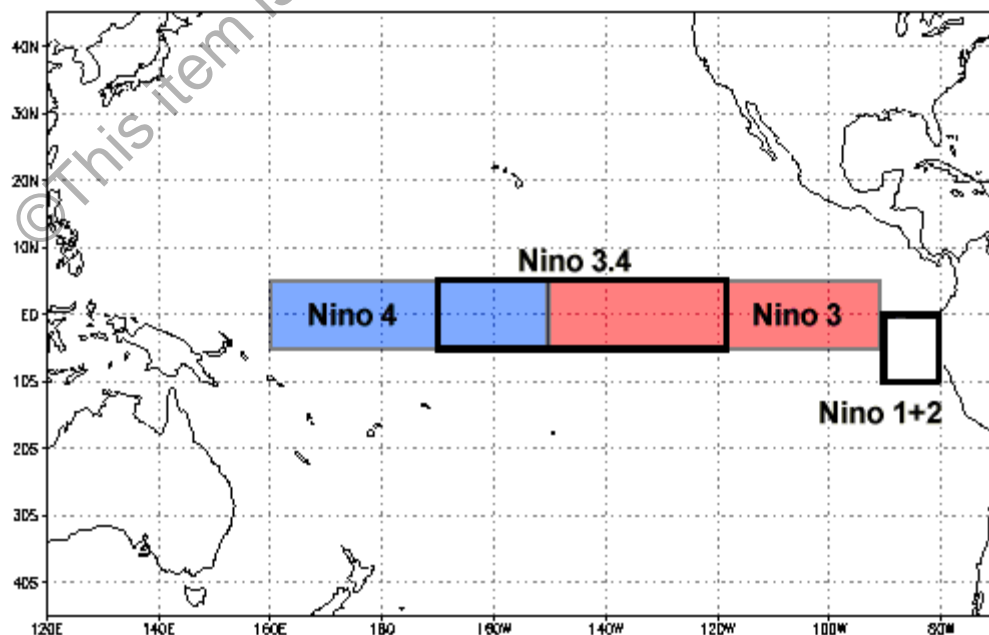 ©This item is
40N
30N
20N
10N
EQ
10S
20S
30S
40S
Nino 3.4
Nino 4
Nino 3
Nino 1+2
120E 140E 160E 180 160W 140W 120W 100W 80W